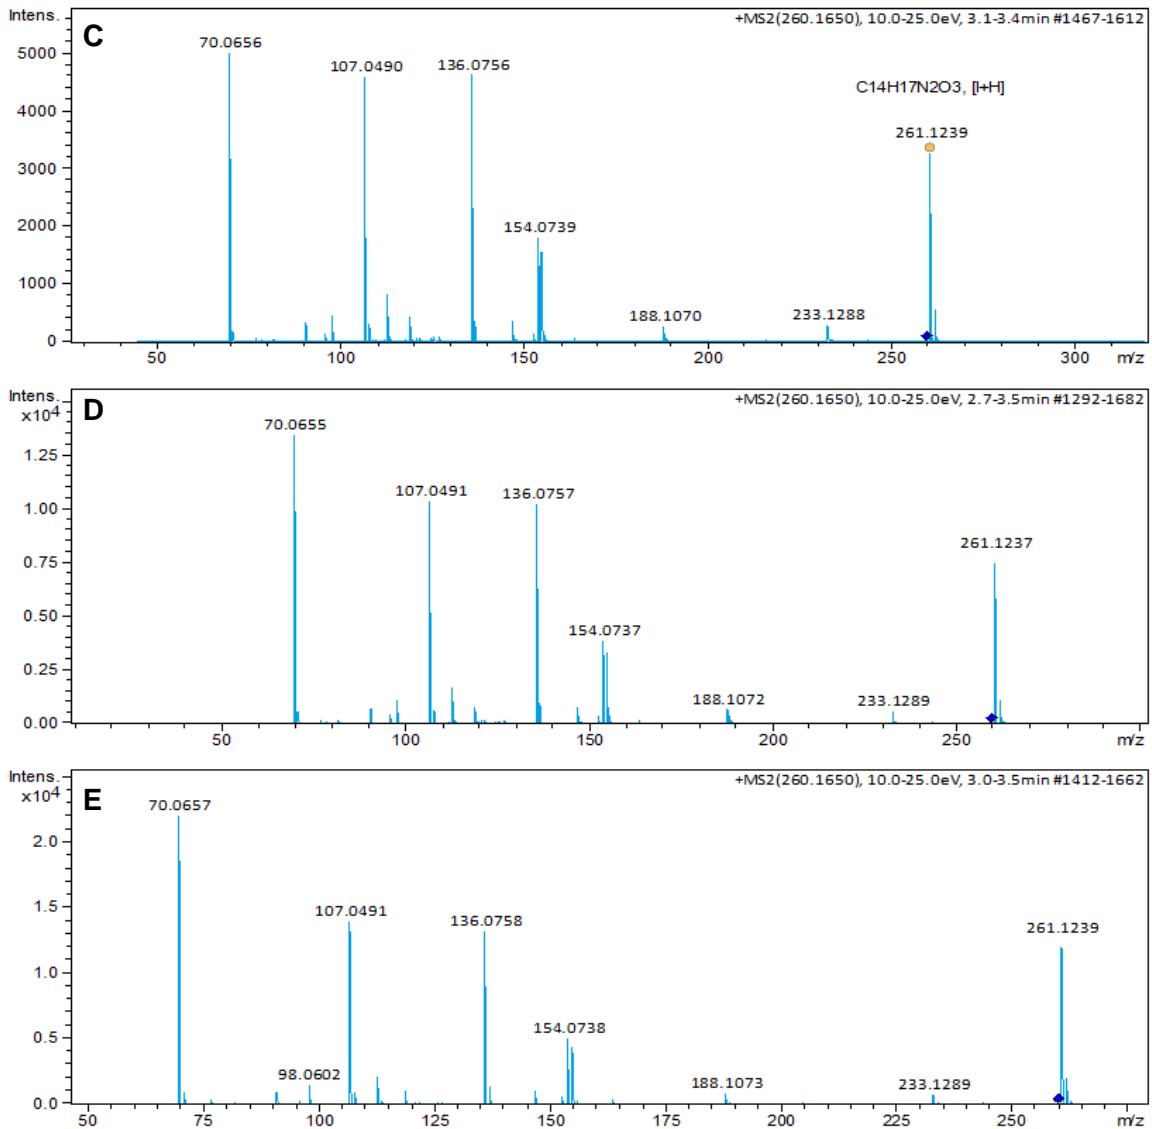 Intens.
C
+MS2(260.1650), 10.0-25.0eV, 3.1-3.4min #1467-1612
70.0656
107.0490
136.0756
C14H17N2O3, [I+H]
261.1239
154.0739
188.1070
233.1288
5000
4000
3000
2000
1000
0
50 100 150 200 250 300 m/z
Intens.
x10⁴
D
+MS2(260.1650), 10.0-25.0eV, 2.7-3.5min #1292-1682
70.0655
107.0491
136.0757
261.1237
154.0737
188.1072
233.1289
1.25
1.00
0.75
0.50
0.25
0.00
50 100 150 200 250 m/z
Intens.
x10⁴
E
+MS2(260.1650), 10.0-25.0eV, 3.0-3.5min #1412-1662
70.0657
107.0491
136.0758
261.1239
154.0738
98.0602
188.1073
233.1289
2.0
1.5
1.0
0.5
0.0
50 75 100 125 150 175 200 225 250 m/z